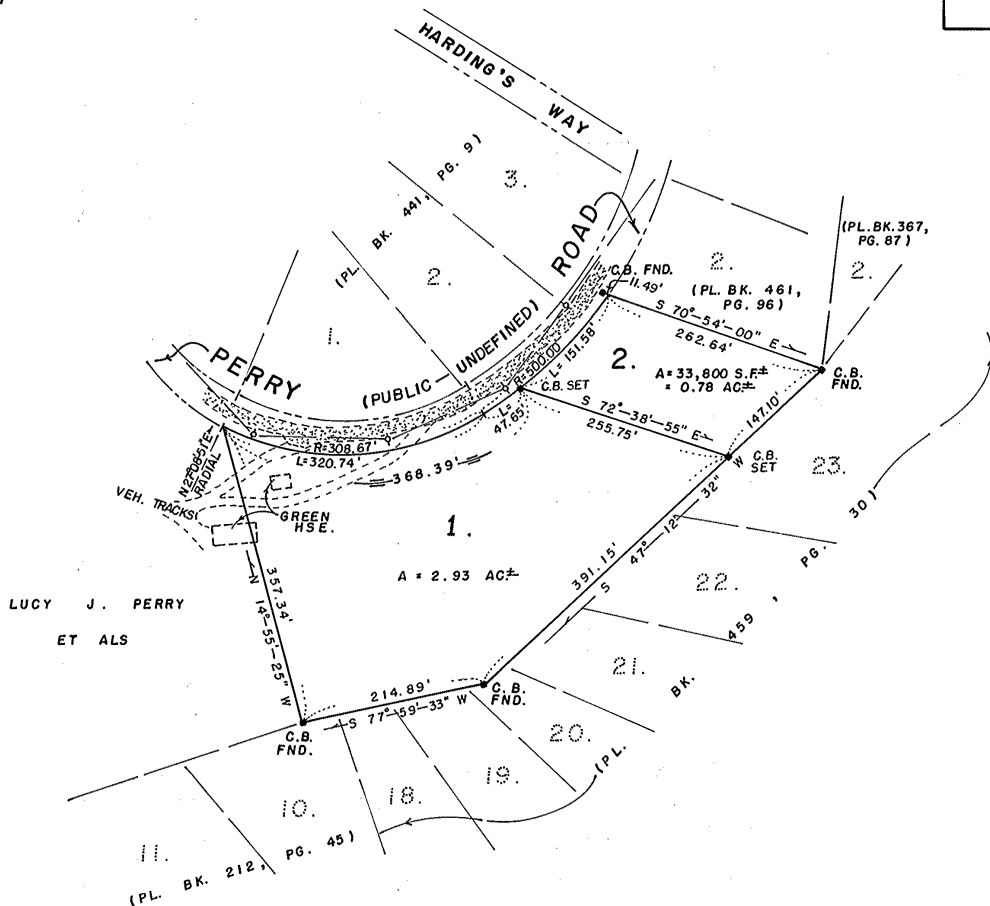 HARDING'S WAY
3.
(PL. BK. 441, PG. 9)
2.
1.
ROAD
PERRY
(PUBLIC — UNDEFINED)
(PL.BK.367,
PG. 87)
2.
C.B. FND.
11.49'
2.
(PL. BK. 461,
PG. 96)
S 70°-54'-00" E
262.64'
R=500.00'
L= 151.58'
2.
A=33,800 S.F.±
= 0.78 AC.±
C.B.
FND.
147.10'
C.B. SET
L=
47.65'
S 72°-38'-55" E
255.75'
C.B.
SET
23.
R=308.67'
L=320.74'
368.39'
RADIAL
VEH. TRACKS
GREEN
HSE.
1.
A = 2.93 AC.±
391.15'
S 47°-12'-32" W
22.
21.
20.
19.
18.
10.
11.
(PL. BK. 459, PG. 30)
LUCY J. PERRY
ET ALS
357.34'
N 14°-55'-25" W
214.89'
S 77°-59'-33" W
C.B.
FND.
C.B.
FND.
(PL. BK. 212, PG. 45)